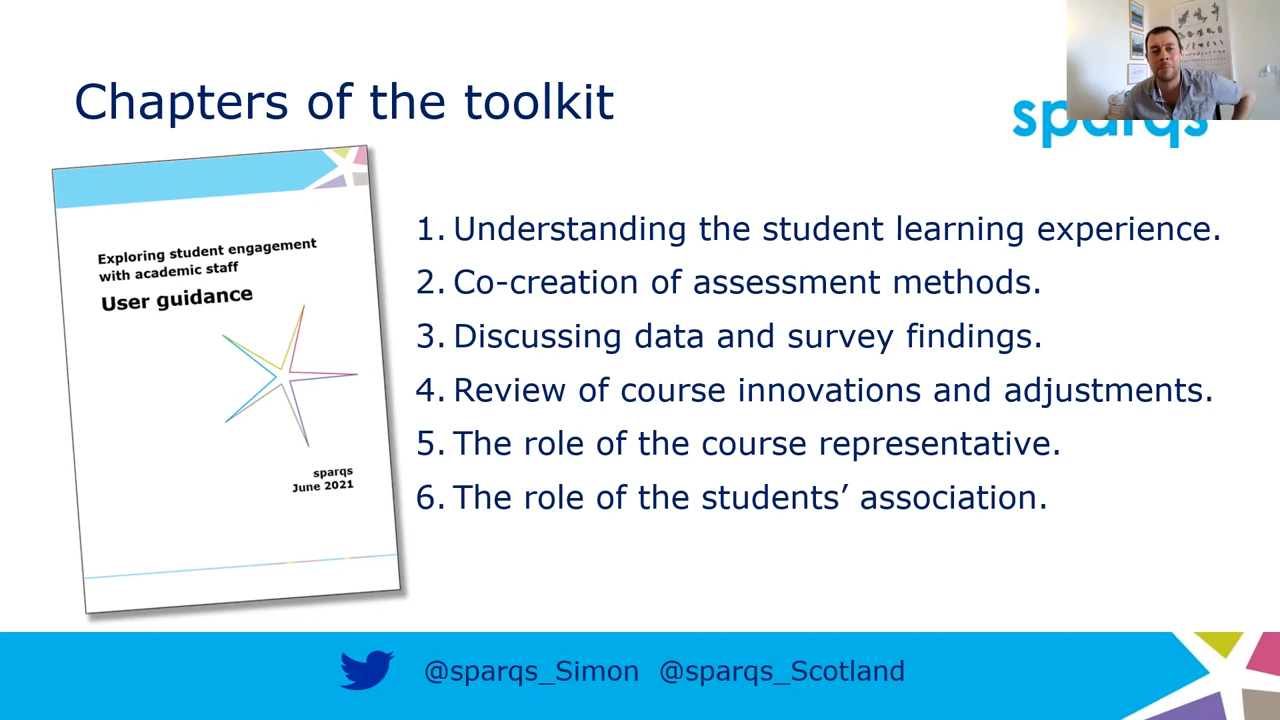 Chapters of the toolkit
sparqs
Exploring student engagement
with academic staff
User guidance
sparqs
June 2021
1. Understanding the student learning experience.
2. Co-creation of assessment methods.
3. Discussing data and survey findings.
4. Review of course innovations and adjustments.
5. The role of the course representative.
6. The role of the students’ association.
@sparqs_Simon @sparqs_Scotland